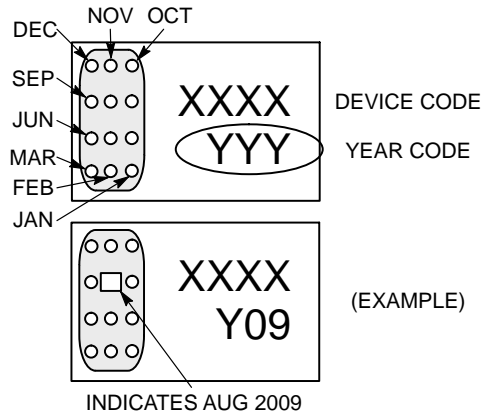 DEC NOV OCT
SEP
JUN
MAR
FEB
JAN
XXXX DEVICE CODE
YYY YEAR CODE
XXXX
Y09
(EXAMPLE)
INDICATES AUG 2009